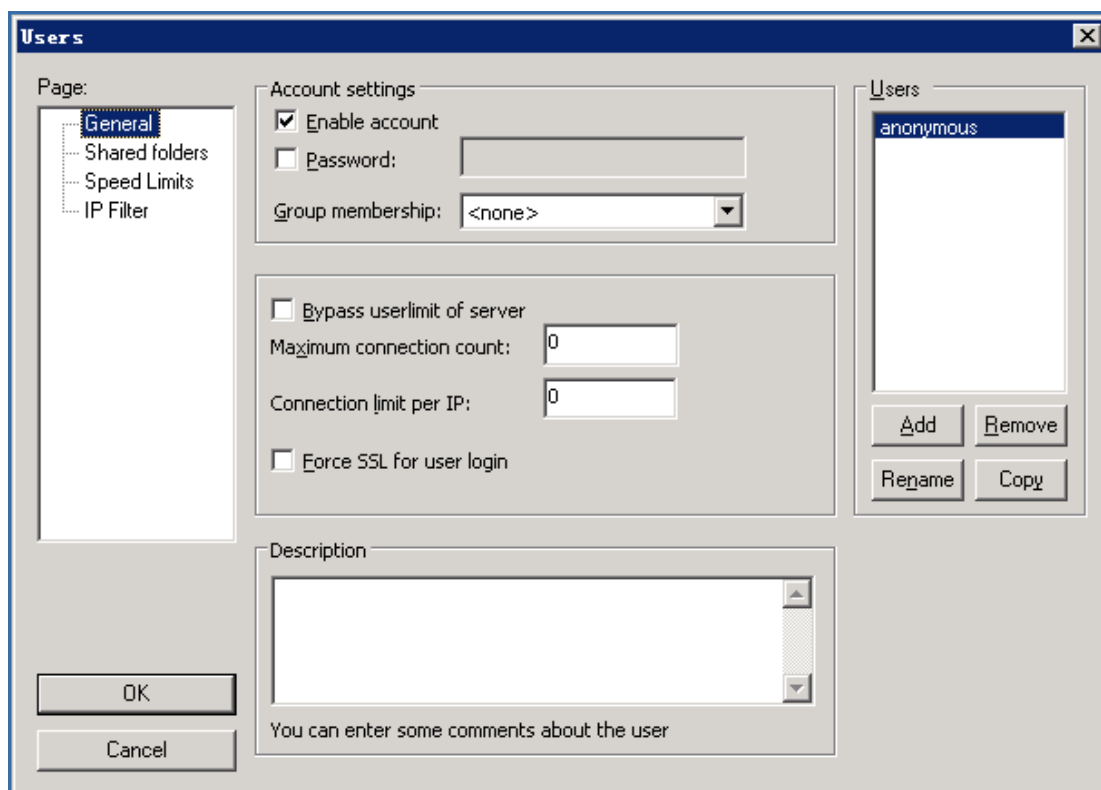 Users
Page:
General
Shared folders
Speed Limits
IP Filter
OK
Cancel
Account settings
Enable account
Password:
Group membership: <none>
Bypass userlimit of server
Maximum connection count: 0
Connection limit per IP: 0
Force SSL for user login
Description
You can enter some comments about the user
Users
anonymous
Add Remove
Rename Copy